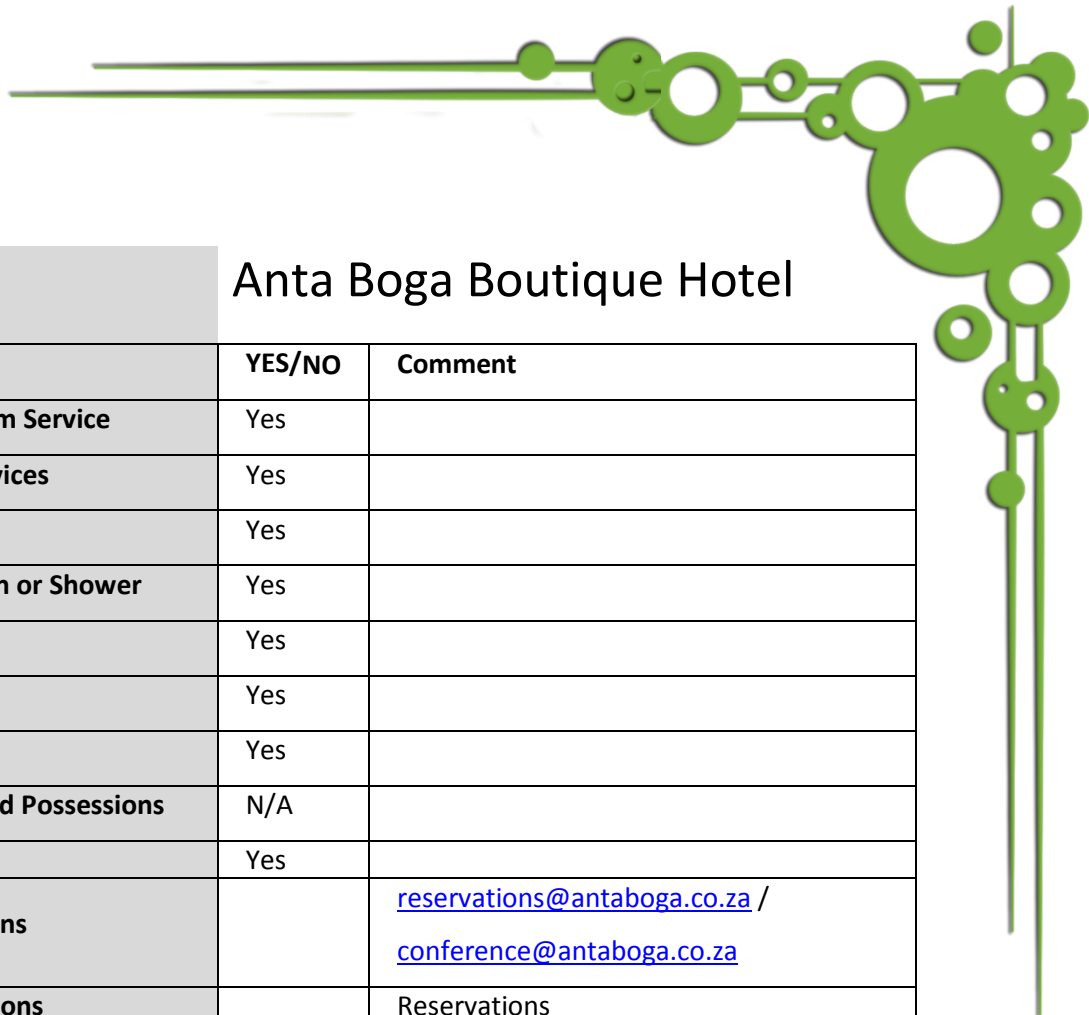 Anta Boga Boutique Hotel
YES/NO Comment
m Service Yes
vices Yes
Yes
h or Shower Yes
Yes
Yes
Yes
d Possessions N/A
Yes
reservations@antaboga.co.za /
ns
conference@antaboga.co.za
ons Reservations